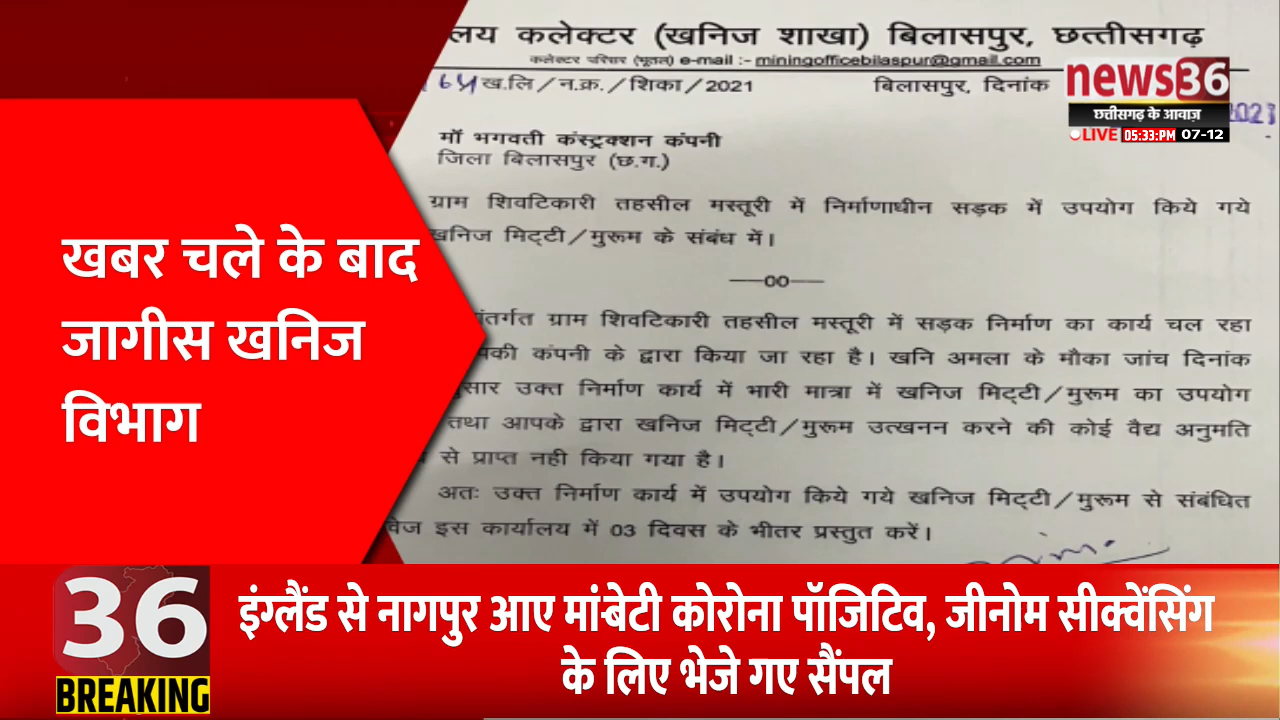 लय कलेक्टर (खनिज शाखा) बिलासपुर, छत्तीसगढ़
कलेक्टर परिसर (भूतल) e-mail :- miningofficebilaspur@gmail.com
ख.लि/न.क्र./शिका/2021 बिलासपुर, दिनांक
news36
छत्तीसगढ़ के आवाज़
LIVE 05:33:PM 07-12
2021
मॉ भगवती कंस्ट्रक्शन कंपनी
जिला बिलासपुर (छ.ग.)
ग्राम शिवटिकारी तहसील मस्तूरी में निर्माणाधीन सड़क में उपयोग किये गये
खनिज मिट्टी/मुरूम के संबंध में।
—00—
ंतर्गत ग्राम शिवटिकारी तहसील मस्तूरी में सड़क निर्माण का कार्य चल रहा
पकी कंपनी के द्वारा किया जा रहा है। खनि अमला के मौका जांच दिनांक
ुसार उक्त निर्माण कार्य में भारी मात्रा में खनिज मिट्टी/मुरूम का उपयोग
तथा आपके द्वारा खनिज मिट्टी/मुरूम उत्खनन करने की कोई वैद्य अनुमति
से प्राप्त नही किया गया है।
अतः उक्त निर्माण कार्य में उपयोग किये गये खनिज मिट्टी/मुरूम से संबंधित
वेज इस कार्यालय में 03 दिवस के भीतर प्रस्तुत करें।
खबर चले के बाद
जागीस खनिज
विभाग
36
BREAKING
इंग्लैंड से नागपुर आए मांबेटी कोरोना पॉजिटिव, जीनोम सीक्वेंसिंग
के लिए भेजे गए सैंपल